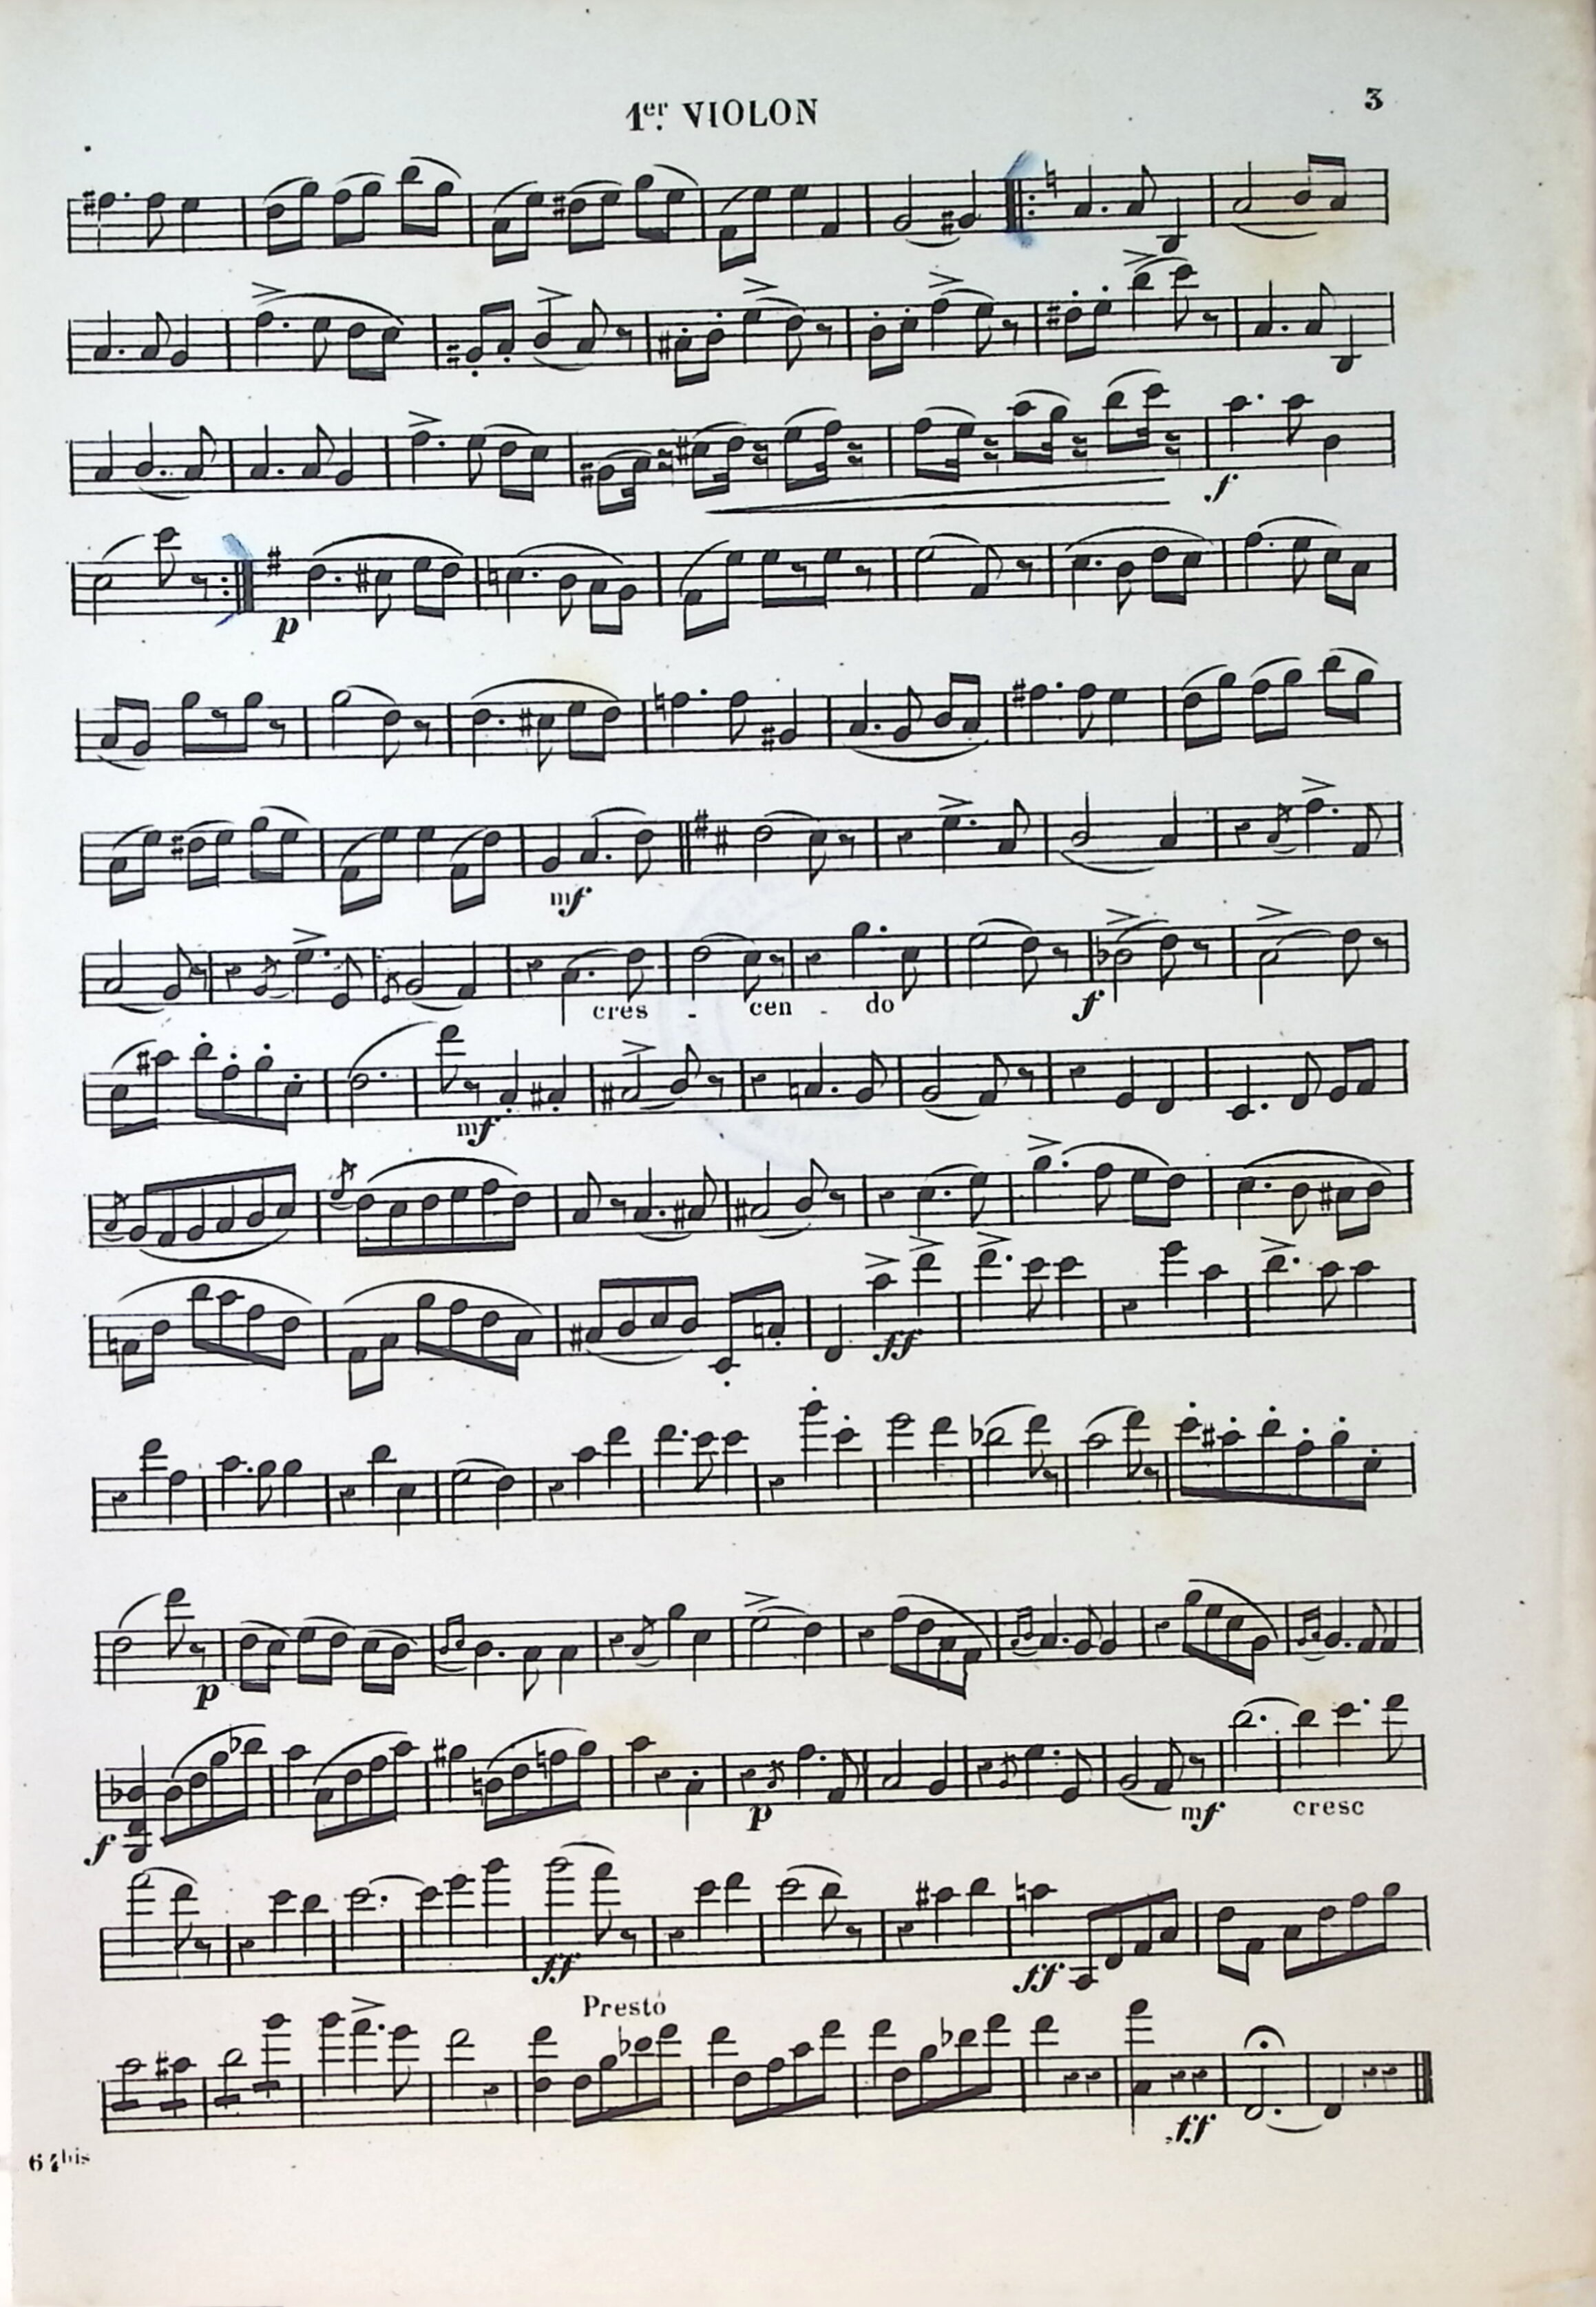 1er. VIOLON
3
f
p
mf
cres - cen - do
f
mf
ff
p
f
p
mf
cresc
ff
ff
Presto
ff
64bis